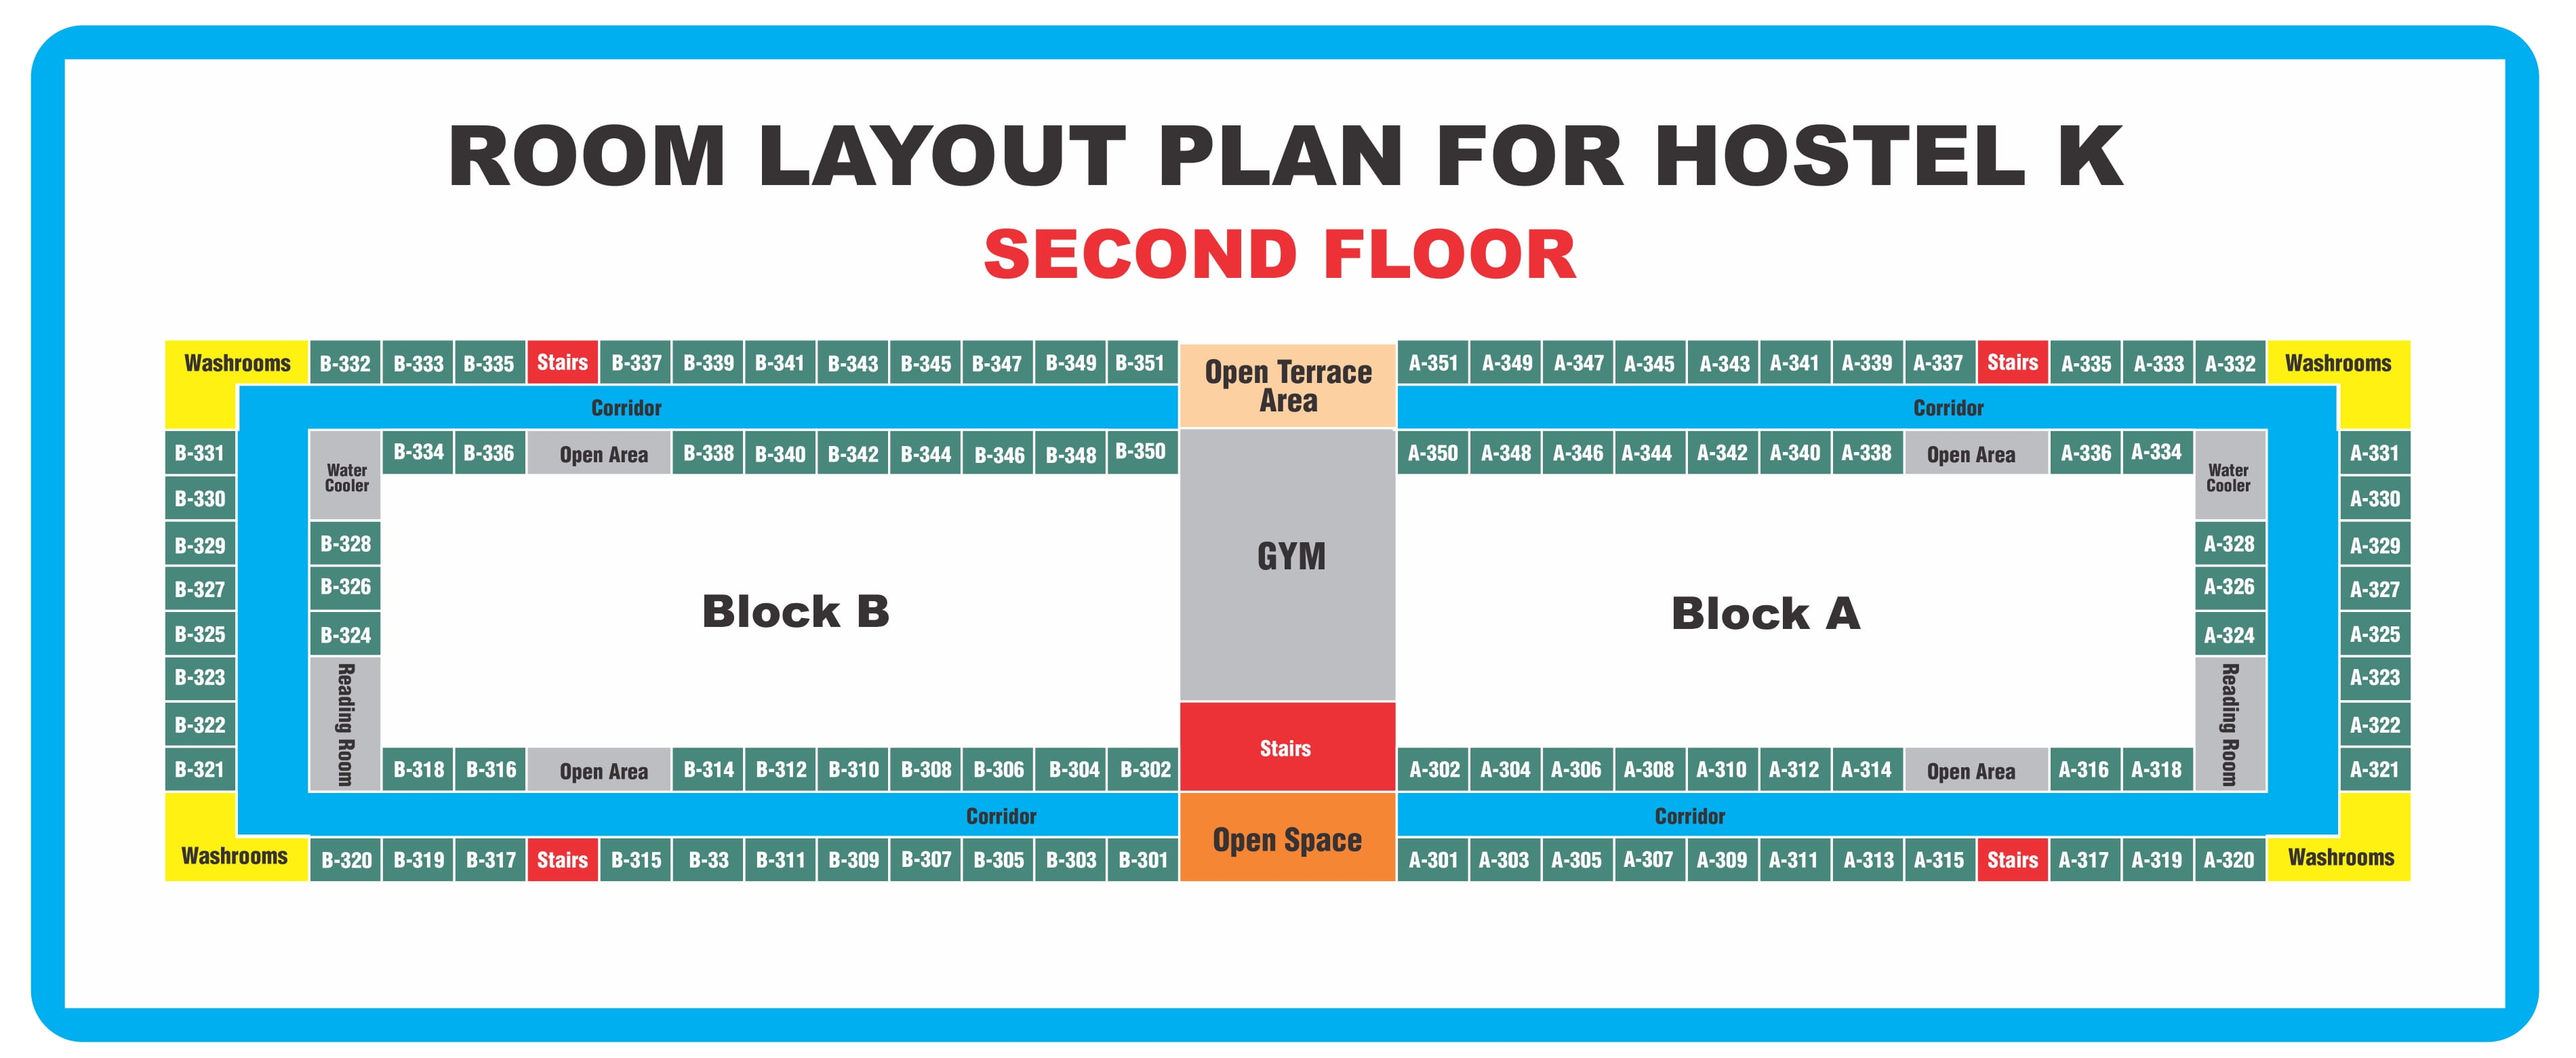 ROOM LAYOUT PLAN FOR HOSTEL K
SECOND FLOOR
Washrooms B-332 B-333 B-335 Stairs B-337 B-339 B-341 B-343 B-345 B-347 B-349 B-351 Open Terrace A-351 A-349 A-347 A-345 A-343 A-341 A-339 A-337 Stairs A-335 A-333 A-332 Washrooms
Corridor Area Corridor
B-331 Water B-334 B-336 Open Area B-338 B-340 B-342 B-344 B-346 B-348 B-350 A-350 A-348 A-346 A-344 A-342 A-340 A-338 Open Area A-336 A-334 Water A-331
B-330 Cooler Cooler A-330
B-329 B-328 GYM A-328 A-329
B-327 B-326 Block B Block A A-326 A-327
B-325 B-324 A-324 A-325
B-323 Reading Room Reading Room A-323
B-322 Stairs A-322
B-321 B-318 B-316 Open Area B-314 B-312 B-310 B-308 B-306 B-304 B-302 A-302 A-304 A-306 A-308 A-310 A-312 A-314 Open Area A-316 A-318 A-321
Corridor Open Space Corridor
Washrooms B-320 B-319 B-317 Stairs B-315 B-33 B-311 B-309 B-307 B-305 B-303 B-301 A-301 A-303 A-305 A-307 A-309 A-311 A-313 A-315 Stairs A-317 A-319 A-320 Washrooms